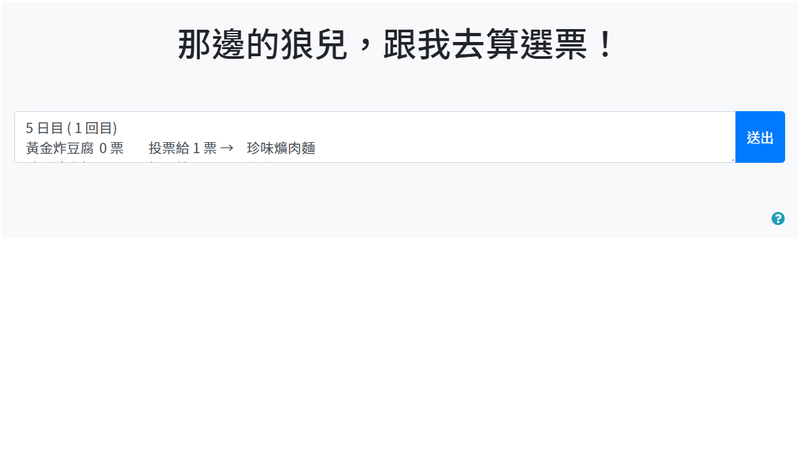 那邊的狼兒，跟我去算選票！
5 日目 ( 1 回目)
黃金炸豆腐 0 票 投票給 1 票 → 珍味爌肉麵
送出
?